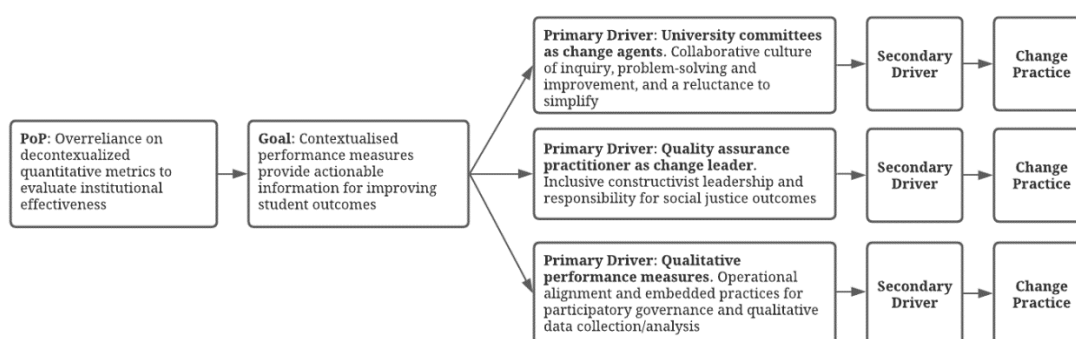 PoP: Overreliance on
decontexualized
quantitative metrics to
evaluate institutional
effectiveness
Goal: Contextualised
performance measures
provide actionable
information for improving
student outcomes
Primary Driver: University committees
as change agents. Collaborative culture
of inquiry, problem-solving and
improvement, and a reluctance to
simplify
Secondary
Driver
Change
Practice
Primary Driver: Quality assurance
practitioner as change leader.
Inclusive constructivist leadership and
responsibility for social justice outcomes
Secondary
Driver
Change
Practice
Primary Driver: Qualitative
performance measures. Operational
alignment and embedded practices for
participatory governance and qualitative
data collection/analysis
Secondary
Driver
Change
Practice